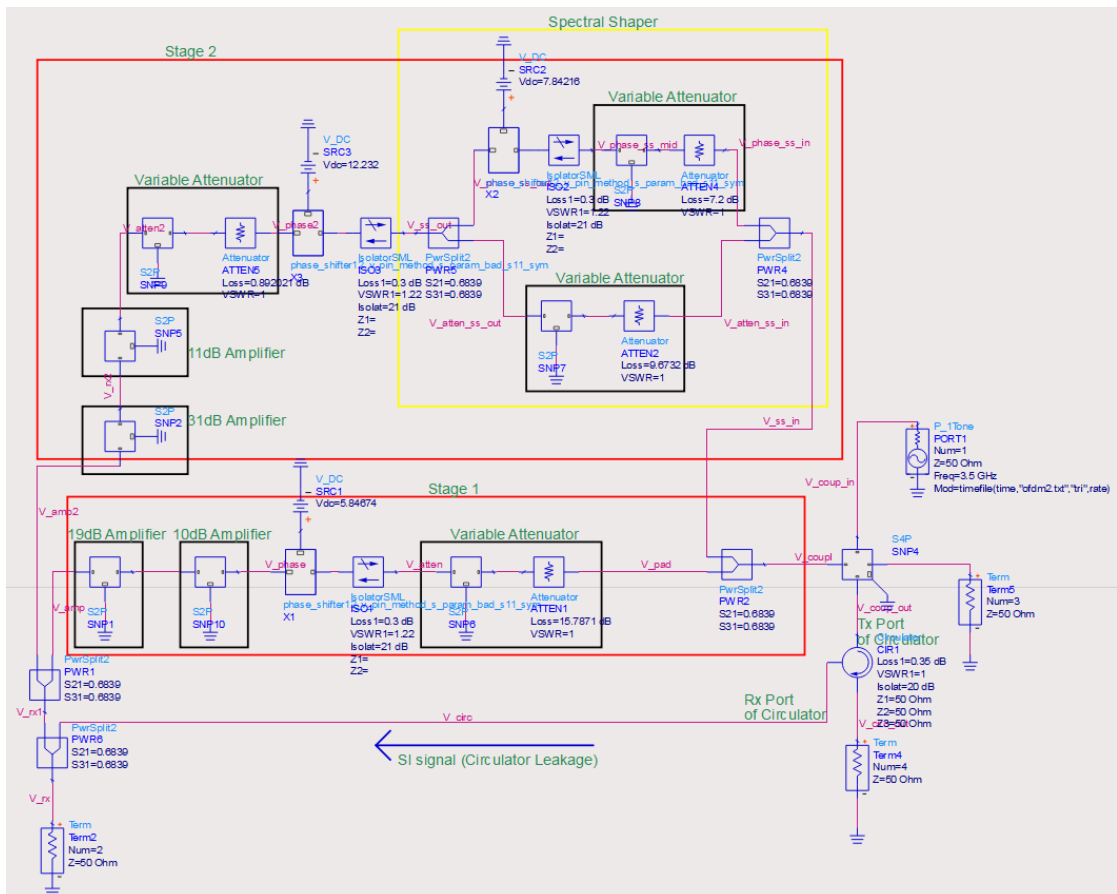 Spectral Shaper
Stage 2
V_DC
SRC2
Vdc=7.84216
Variable Attenuator
V_phase_ss_mid
V_phase_ss_in
X2
IsolatorSML
ISO2
Loss1=0.3 dB
VSWR1=1.22
Isolat=21 dB
Z1=
Z2=
S2P
SNP8
Attenuator
ATTEN4
Loss=7.2 dB
VSWR=1
V_DC
SRC3
Vdc=12.232
Variable Attenuator
V_atten2
S2P
SNP9
Attenuator
ATTEN5
Loss=0.892021 dB
VSWR=1
V_phase2
X3
phase_shifter1_v_pin_method_s_param_bad_s11_sym
IsolatorSML
ISO3
Loss1=0.3 dB
VSWR1=1.22
Isolat=21 dB
Z1=
Z2=
V_ss_out
PwrSplit2
PWR5
S21=0.6839
S31=0.6839
PwrSplit2
PWR4
S21=0.6839
S31=0.6839
Variable Attenuator
V_atten_ss_out
V_atten_ss_in
S2P
SNP7
Attenuator
ATTEN2
Loss=9.6732 dB
VSWR=1
S2P
SNP5
11dB Amplifier
V_rx2
S2P
SNP2
31dB Amplifier
V_ss_in
P_1Tone
PORT1
Num=1
Z=50 Ohm
Freq=3.5 GHz
Mod=timefile(time,"ofdm2.txt","tri",rate)
V_coup_in
V_DC
SRC1
Vdc=5.84674
Stage 1
V_amp2
19dB Amplifier
10dB Amplifier
Variable Attenuator
V_phase
V_atten
V_pad
V_coupl
S4P
SNP4
V_amp
S2P
SNP1
S2P
SNP10
X1
phase_shifter1_v_pin_method_s_param_bad_s11_sym
IsolatorSML
ISO4
Loss1=0.3 dB
VSWR1=1.22
Isolat=21 dB
Z1=
Z2=
S2P
SNP6
Attenuator
ATTEN1
Loss=15.7871 dB
VSWR=1
PwrSplit2
PWR2
S21=0.6839
S31=0.6839
Term
Term5
Num=3
Z=50 Ohm
V_coup_out
Tx Port
of Circulator
Circulator
CIR1
Loss1=0.35 dB
VSWR1=1
Isolat=20 dB
Z1=50 Ohm
Z2=50 Ohm
Z3=50 Ohm
PwrSplit2
PWR1
S21=0.6839
S31=0.6839
V_rx1
Rx Port
of Circulator
V_circ
PwrSplit2
PWR6
S21=0.6839
S31=0.6839
SI signal (Circulator Leakage)
Term
Term4
Num=4
Z=50 Ohm
V_rx
Term
Term2
Num=2
Z=50 Ohm